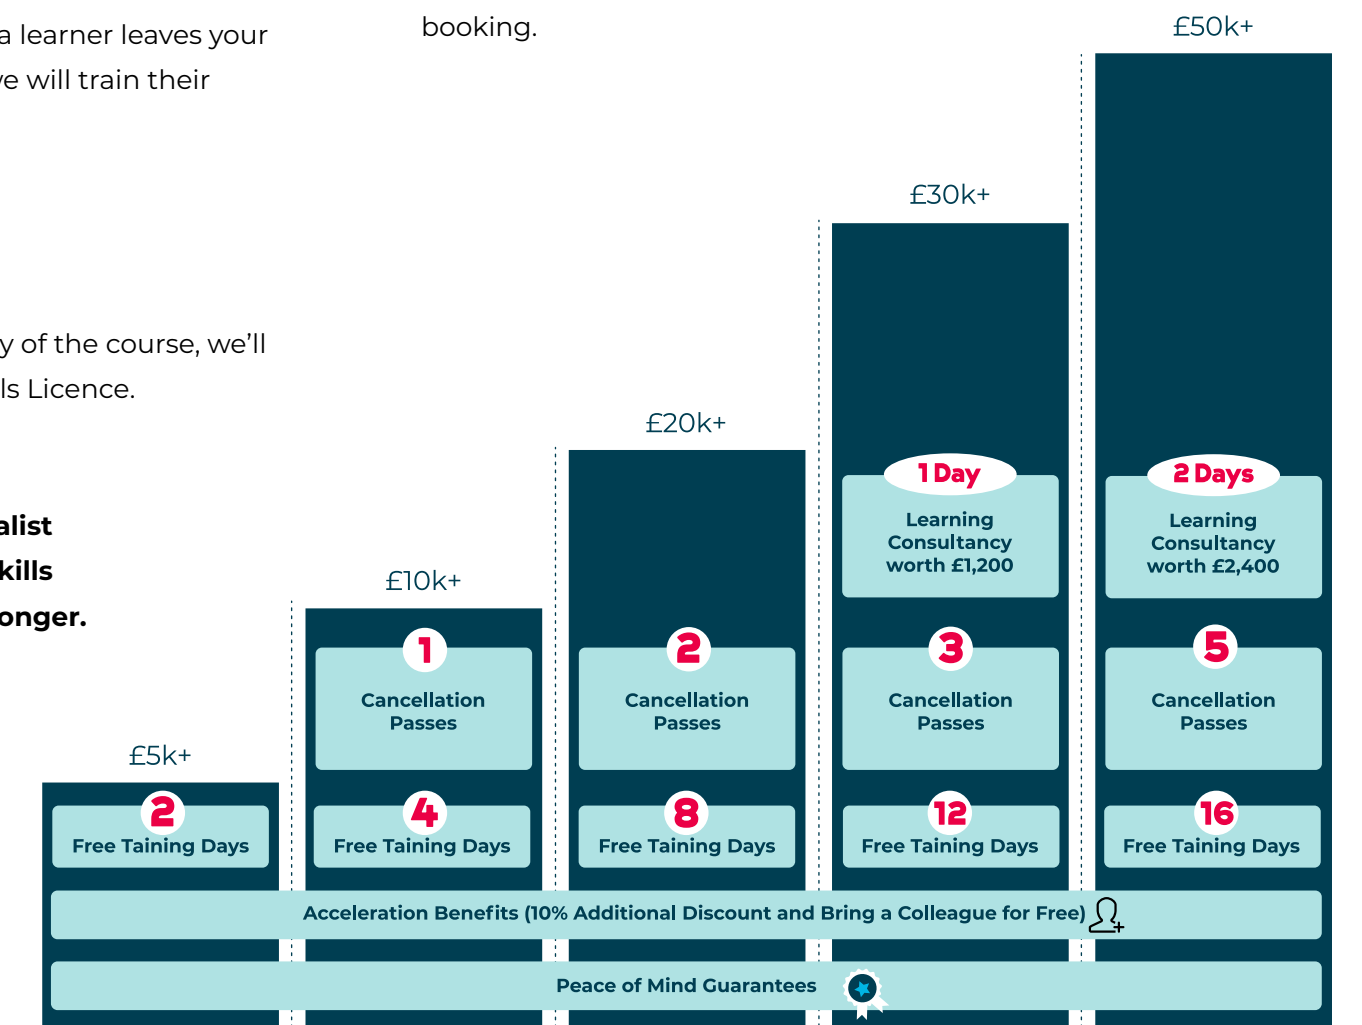 a learner leaves your
we will train their
y of the course, we'll
ls Licence.
alist
kills
onger.
booking.
£5k+
2
Free Taining Days
£10k+
1
Cancellation
Passes
4
Free Taining Days
£20k+
2
Cancellation
Passes
8
Free Taining Days
£30k+
1 Day
Learning
Consultancy
worth £1,200
3
Cancellation
Passes
12
Free Taining Days
£50k+
2 Days
Learning
Consultancy
worth £2,400
5
Cancellation
Passes
16
Free Taining Days
Acceleration Benefits (10% Additional Discount and Bring a Colleague for Free)
Peace of Mind Guarantees